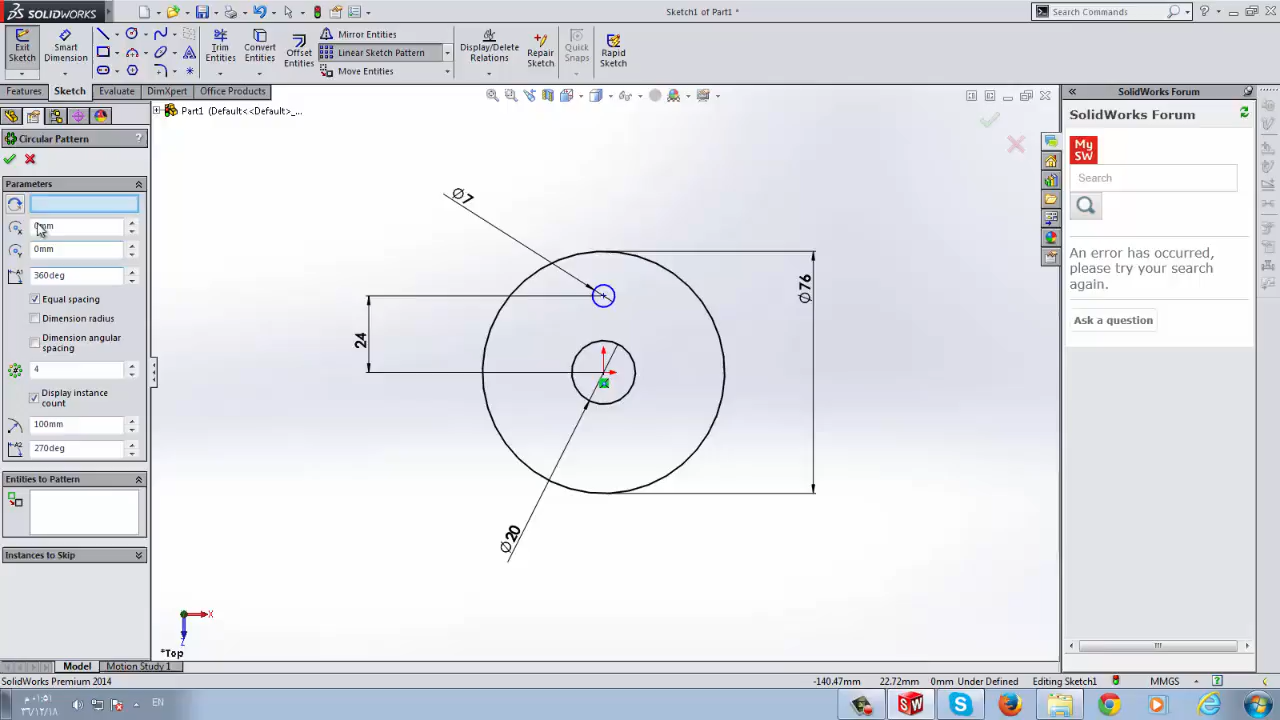 SOLIDWORKS
Sketch1 of Part1 *
Search Commands
Exit Sketch
Smart Dimension
Trim Entities
Convert Entities
Offset Entities
Mirror Entities
Linear Sketch Pattern
Move Entities
Display/Delete Relations
Repair Sketch
Quick Snaps
Rapid Sketch
Features
Sketch
Evaluate
DimXpert
Office Products
Part1 (Default<<Default>_...
SolidWorks Forum
SolidWorks Forum
My SW
Search
An error has occurred,
please try your search
again.
Ask a question
Circular Pattern
?
Parameters
0mm
0mm
360deg
Equal spacing
Dimension radius
Dimension angular
spacing
4
Display instance
count
100mm
270deg
Entities to Pattern
Instances to Skip
∅7
∅76
24
∅20
X
Z
*Top
Model
Motion Study 1
SolidWorks Premium 2014
-140.47mm
22.72mm
0mm
Under Defined
Editing Sketch1
MMGS
?
EN